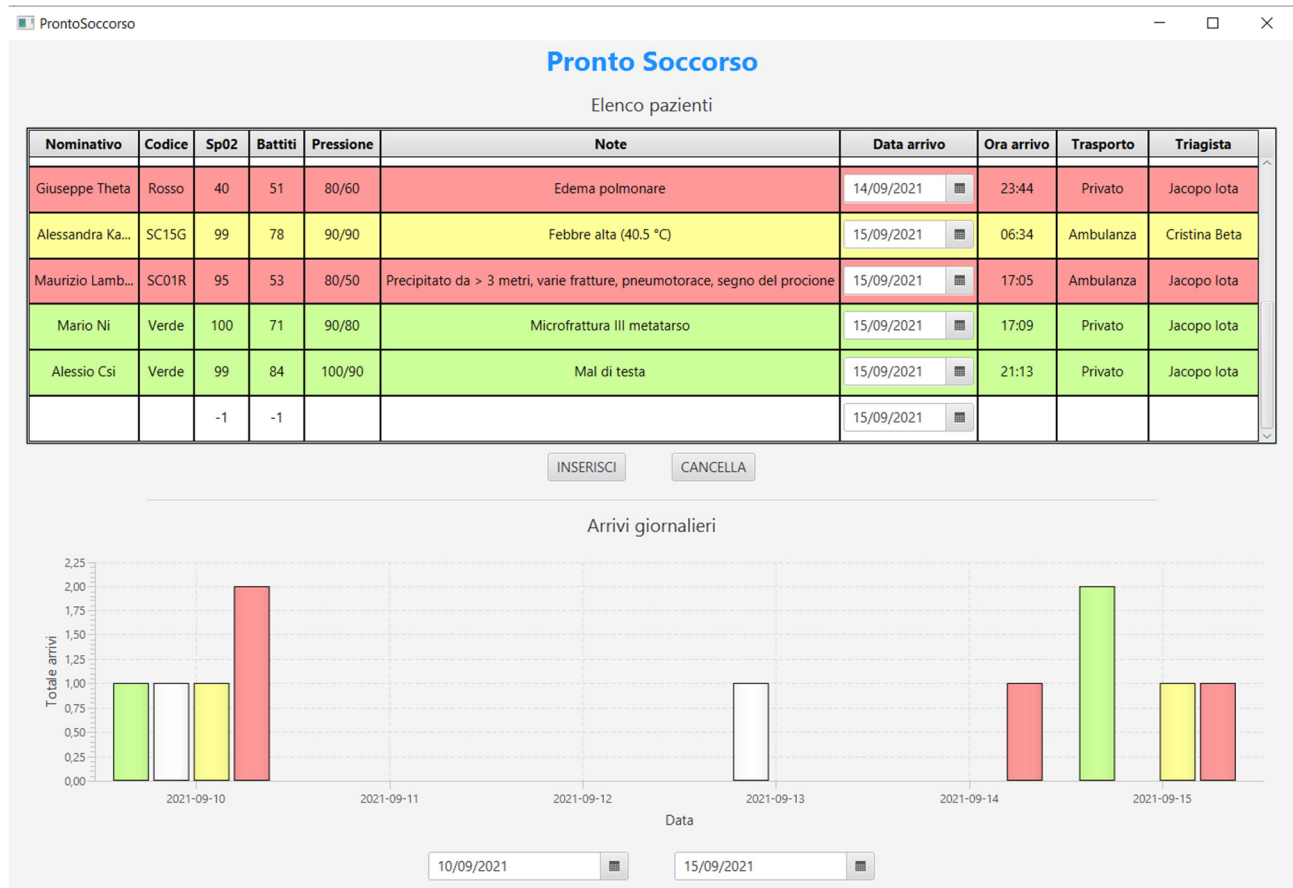 ProntoSoccorso
Pronto Soccorso
Elenco pazienti
Nominativo Codice Sp02 Battiti Pressione Note Data arrivo Ora arrivo Trasporto Triagista
Giuseppe Theta Rosso 40 51 80/60 Edema polmonare 14/09/2021 23:44 Privato Jacopo Iota
Alessandra Ka... SC15G 99 78 90/90 Febbre alta (40.5 °C) 15/09/2021 06:34 Ambulanza Cristina Beta
Maurizio Lamb... SC01R 95 53 80/50 Precipitato da > 3 metri, varie fratture, pneumotorace, segno del procione 15/09/2021 17:05 Ambulanza Jacopo Iota
Mario Ni Verde 100 71 90/80 Microfrattura III metatarso 15/09/2021 17:09 Privato Jacopo Iota
Alessio Csi Verde 99 84 100/90 Mal di testa 15/09/2021 21:13 Privato Jacopo Iota
-1 -1 15/09/2021
INSERISCI CANCELLA
Arrivi giornalieri
Totale arrivi
2,25
2,00
1,75
1,50
1,25
1,00
0,75
0,50
0,25
0,00
2021-09-10 2021-09-11 2021-09-12 2021-09-13 2021-09-14 2021-09-15
Data
10/09/2021 15/09/2021